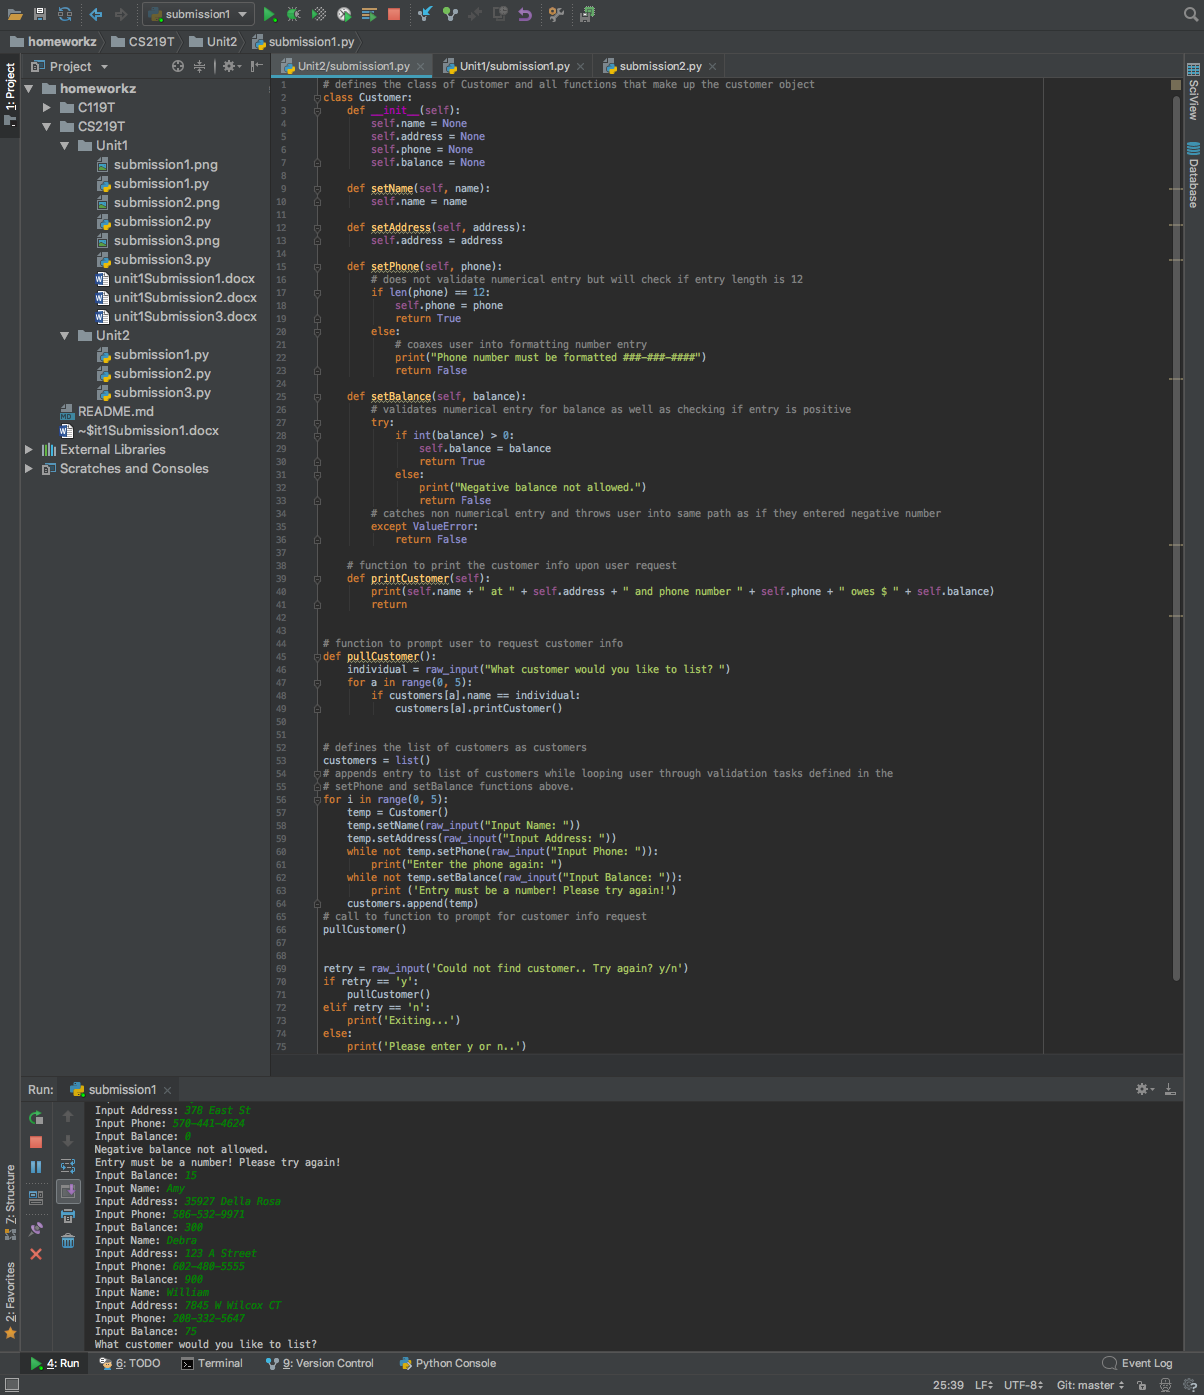 submission1
homeworkz
CS219T
Unit2
submission1.py
1: Project
Project
Unit2/submission1.py
Unit1/submission1.py
submission2.py
homeworkz
C119T
CS219T
Unit1
submission1.png
submission1.py
submission2.png
submission2.py
submission3.png
submission3.py
unit1Submission1.docx
unit1Submission2.docx
unit1Submission3.docx
Unit2
submission1.py
submission2.py
submission3.py
README.md
~$it1Submission1.docx
External Libraries
Scratches and Consoles
SciView
Database
1 # defines the class of Customer and all functions that make up the customer object
2 class Customer:
3 def __init__(self):
4 self.name = None
5 self.address = None
6 self.phone = None
7 self.balance = None
8
9 def setName(self, name):
10 self.name = name
11
12 def setAddress(self, address):
13 self.address = address
14
15 def setPhone(self, phone):
16 # does not validate numerical entry but will check if entry length is 12
17 if len(phone) == 12:
18 self.phone = phone
19 return True
20 else:
21 # coaxes user into formatting number entry
22 print("Phone number must be formatted ###-###-####")
23 return False
24
25 def setBalance(self, balance):
26 # validates numerical entry for balance as well as checking if entry is positive
27 try:
28 if int(balance) > 0:
29 self.balance = balance
30 return True
31 else:
32 print("Negative balance not allowed.")
33 return False
34 # catches non numerical entry and throws user into same path as if they entered negative number
35 except ValueError:
36 return False
37
38 # function to print the customer info upon user request
39 def printCustomer(self):
40 print(self.name + " at " + self.address + " and phone number " + self.phone + " owes $ " + self.balance)
41 return
42
43
44 # function to prompt user to request customer info
45 def pullCustomer():
46 individual = raw_input("What customer would you like to list? ")
47 for a in range(0, 5):
48 if customers[a].name == individual:
49 customers[a].printCustomer()
50
51
52 # defines the list of customers as customers
53 customers = list()
54 # appends entry to list of customers while looping user through validation tasks defined in the
55 # setPhone and setBalance functions above.
56 for i in range(0, 5):
57 temp = Customer()
58 temp.setName(raw_input("Input Name: "))
59 temp.setAddress(raw_input("Input Address: "))
60 while not temp.setPhone(raw_input("Input Phone: ")):
61 print("Enter the phone again: ")
62 while not temp.setBalance(raw_input("Input Balance: ")):
63 print ('Entry must be a number! Please try again!')
64 customers.append(temp)
65 # call to function to prompt for customer info request
66 pullCustomer()
67
68
69 retry = raw_input('Could not find customer.. Try again? y/n')
70 if retry == 'y':
71 pullCustomer()
72 elif retry == 'n':
73 print('Exiting...')
74 else:
75 print('Please enter y or n..')
Run: submission1
Input Address: 378 East St
Input Phone: 570-441-4624
Input Balance: 0
Negative balance not allowed.
Entry must be a number! Please try again!
Input Balance: 15
Input Name: Amy
Input Address: 35927 Della Rosa
Input Phone: 586-532-9971
Input Balance: 300
Input Name: Debra
Input Address: 123 A Street
Input Phone: 602-480-5555
Input Balance: 900
Input Name: William
Input Address: 7845 W Wilcox CT
Input Phone: 208-332-5647
Input Balance: 75
What customer would you like to list?
Z: Structure
2: Favorites
4: Run
6: TODO
Terminal
9: Version Control
Python Console
Event Log
25:39 LF UTF-8 Git: master